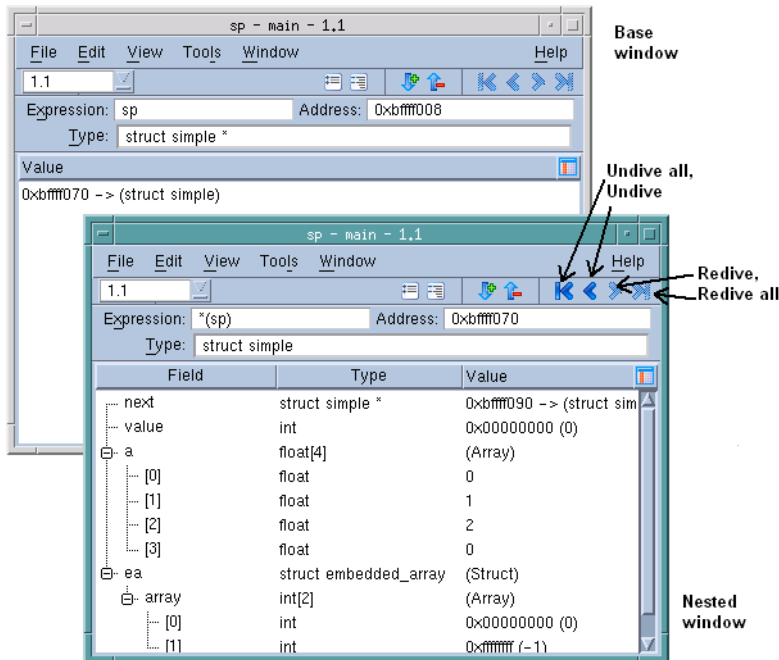 sp - main - 1.1
File Edit View Tools Window Help
1.1
Expression: sp Address: 0xbffff008
Type: struct simple *
Value
0xbffff070 -> (struct simple)
Base
window
Undive all,
Undive
sp - main - 1.1
File Edit View Tools Window Help
1.1
Redive,
Redive all
Expression: *(sp) Address: 0xbffff070
Type: struct simple
Field Type Value
next struct simple * 0xbffff090 -> (struct sim
value int 0x00000000 (0)
a float[4] (Array)
[0] float 0
[1] float 1
[2] float 2
[3] float 0
ea struct embedded_array (Struct)
array int[2] (Array)
[0] int 0x00000000 (0)
[1] int 0xffffffff (-1)
Nested
window